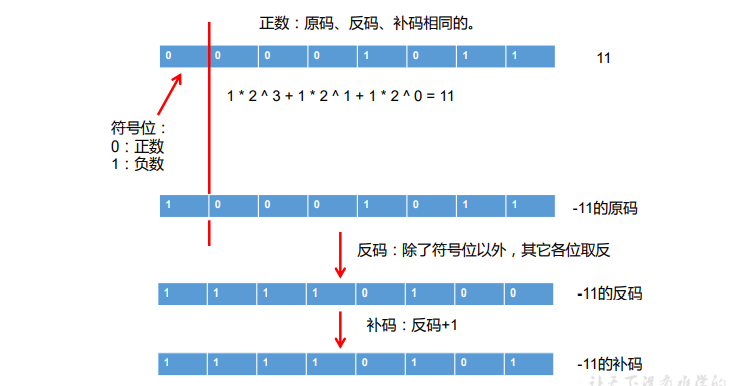 正数：原码、反码、补码相同的。
0 0 0 0 1 0 1 1 11
1 * 2 ^ 3 + 1 * 2 ^ 1 + 1 * 2 ^ 0 = 11
符号位：
0：正数
1：负数
1 0 0 0 1 0 1 1 -11的原码
反码：除了符号位以外，其它各位取反
1 1 1 1 0 1 0 0 -11的反码
补码：反码+1
1 1 1 1 0 1 0 1 -11的补码